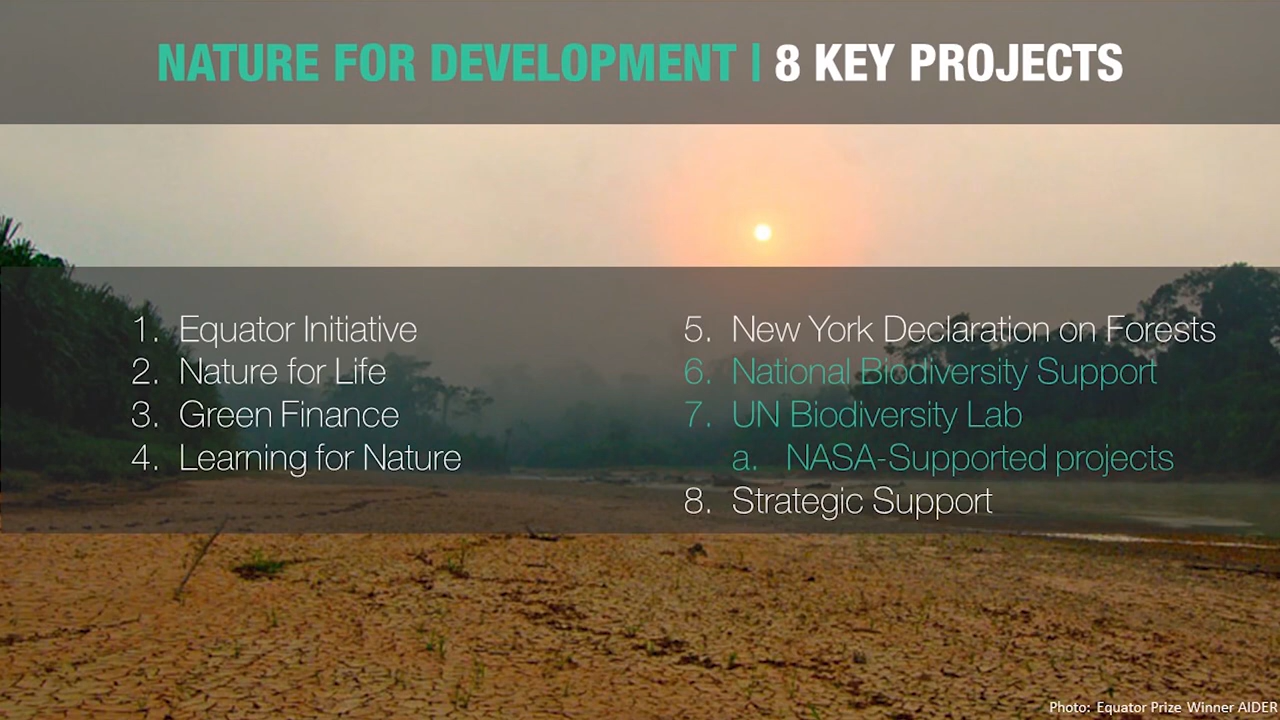 NATURE FOR DEVELOPMENT | 8 KEY PROJECTS
1. Equator Initiative
2. Nature for Life
3. Green Finance
4. Learning for Nature
5. New York Declaration on Forests
6. National Biodiversity Support
7. UN Biodiversity Lab
a. NASA-Supported projects
8. Strategic Support
Photo: Equator Prize Winner AIDER